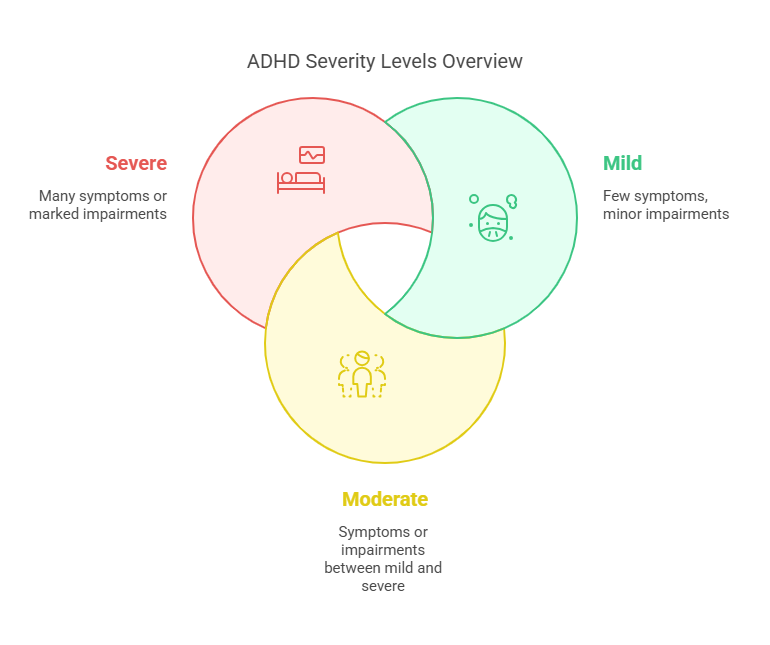 ADHD Severity Levels Overview
Severe
Many symptoms or
marked impairments
Mild
Few symptoms,
minor impairments
Moderate
Symptoms or
impairments
between mild and
severe